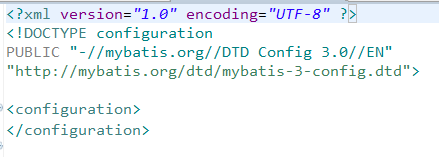 <?xml version="1.0" encoding="UTF-8" ?>
<!DOCTYPE configuration
PUBLIC "-//mybatis.org//DTD Config 3.0//EN"
"http://mybatis.org/dtd/mybatis-3-config.dtd">
<configuration>
</configuration>